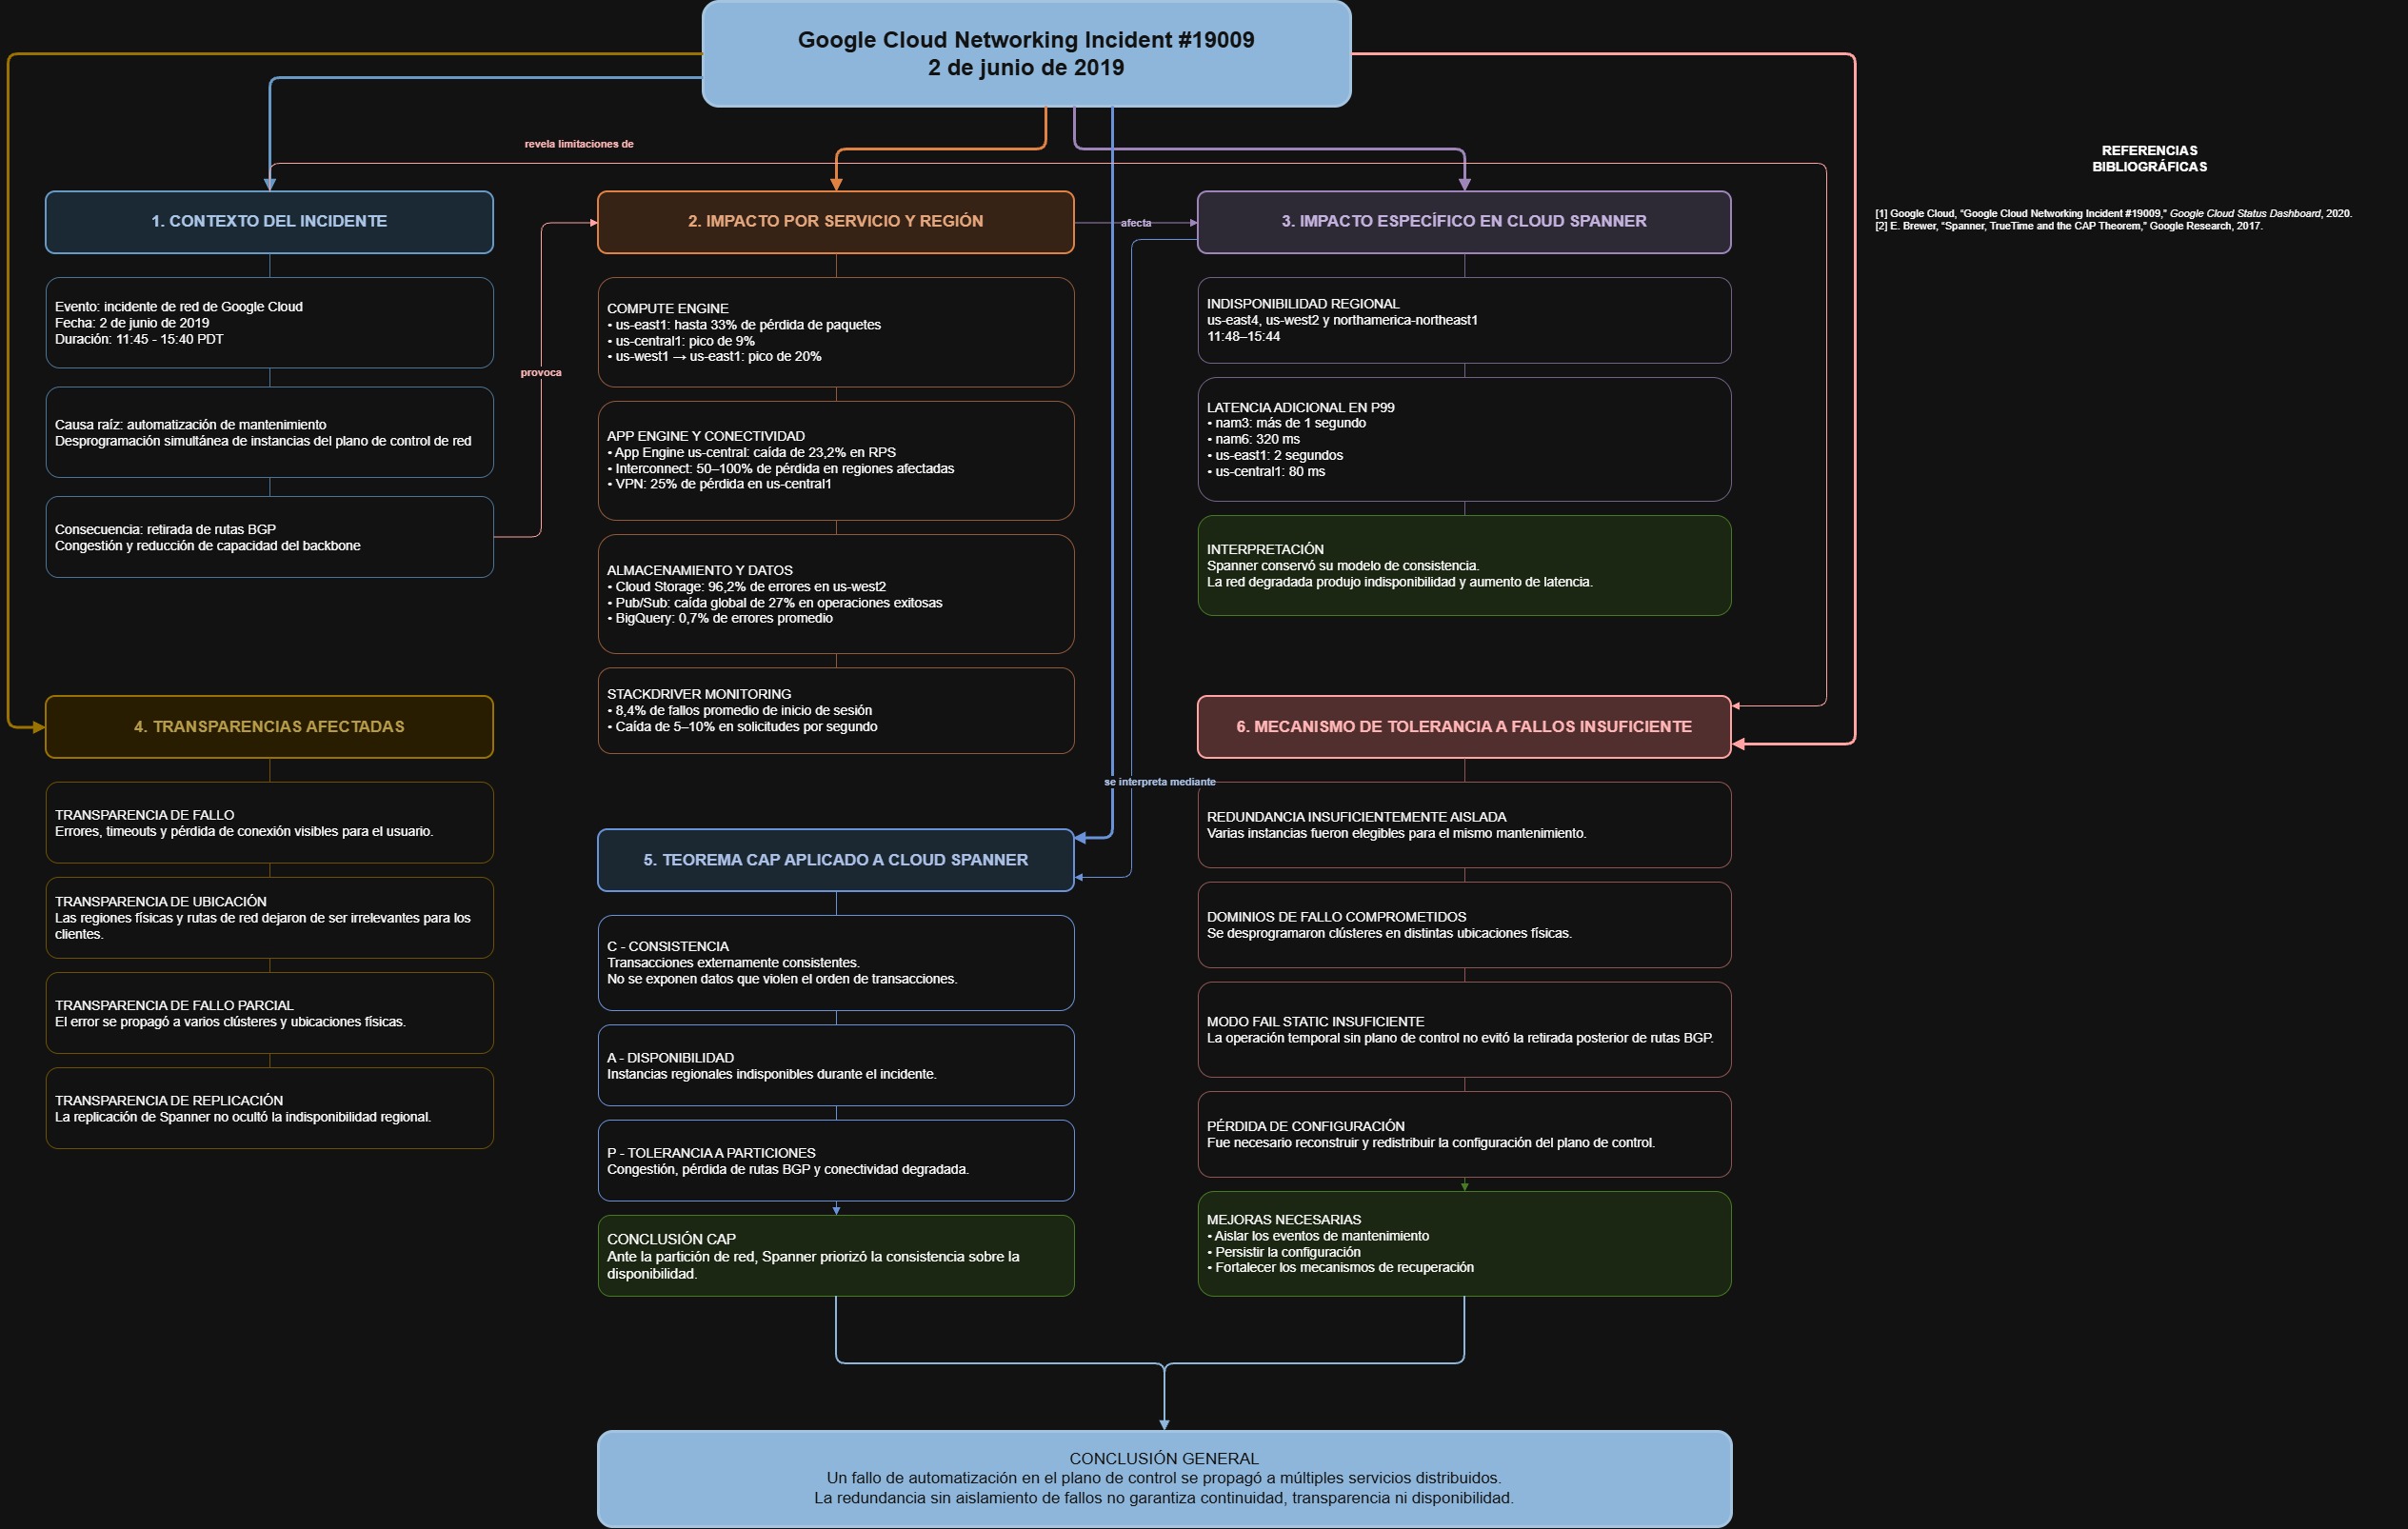 Google Cloud Networking Incident #19009
2 de junio de 2019
revela limitaciones de
REFERENCIAS
BIBLIOGRÁFICAS
[1] Google Cloud, “Google Cloud Networking Incident #19009,” Google Cloud Status Dashboard, 2020.
[2] E. Brewer, “Spanner, TrueTime and the CAP Theorem,” Google Research, 2017.
1. CONTEXTO DEL INCIDENTE
Evento: incidente de red de Google Cloud
Fecha: 2 de junio de 2019
Duración: 11:45 - 15:40 PDT
Causa raíz: automatización de mantenimiento
Desprogramación simultánea de instancias del plano de control de red
Consecuencia: retirada de rutas BGP
Congestión y reducción de capacidad del backbone
provoca
2. IMPACTO POR SERVICIO Y REGIÓN
COMPUTE ENGINE
• us-east1: hasta 33% de pérdida de paquetes
• us-central1: pico de 9%
• us-west1 → us-east1: pico de 20%
APP ENGINE Y CONECTIVIDAD
• App Engine us-central: caída de 23,2% en RPS
• Interconnect: 50–100% de pérdida en regiones afectadas
• VPN: 25% de pérdida en us-central1
ALMACENAMIENTO Y DATOS
• Cloud Storage: 96,2% de errores en us-west2
• Pub/Sub: caída global de 27% en operaciones exitosas
• BigQuery: 0,7% de errores promedio
STACKDRIVER MONITORING
• 8,4% de fallos promedio de inicio de sesión
• Caída de 5–10% en solicitudes por segundo
afecta
3. IMPACTO ESPECÍFICO EN CLOUD SPANNER
INDISPONIBILIDAD REGIONAL
us-east4, us-west2 y northamerica-northeast1
11:48–15:44
LATENCIA ADICIONAL EN P99
• nam3: más de 1 segundo
• nam6: 320 ms
• us-east1: 2 segundos
• us-central1: 80 ms
INTERPRETACIÓN
Spanner conservó su modelo de consistencia.
La red degradada produjo indisponibilidad y aumento de latencia.
4. TRANSPARENCIAS AFECTADAS
TRANSPARENCIA DE FALLO
Errores, timeouts y pérdida de conexión visibles para el usuario.
TRANSPARENCIA DE UBICACIÓN
Las regiones físicas y rutas de red dejaron de ser irrelevantes para los
clientes.
TRANSPARENCIA DE FALLO PARCIAL
El error se propagó a varios clústeres y ubicaciones físicas.
TRANSPARENCIA DE REPLICACIÓN
La replicación de Spanner no ocultó la indisponibilidad regional.
se interpreta mediante
5. TEOREMA CAP APLICADO A CLOUD SPANNER
C - CONSISTENCIA
Transacciones externamente consistentes.
No se exponen datos que violen el orden de transacciones.
A - DISPONIBILIDAD
Instancias regionales indisponibles durante el incidente.
P - TOLERANCIA A PARTICIONES
Congestión, pérdida de rutas BGP y conectividad degradada.
CONCLUSIÓN CAP
Ante la partición de red, Spanner priorizó la consistencia sobre la
disponibilidad.
6. MECANISMO DE TOLERANCIA A FALLOS INSUFICIENTE
REDUNDANCIA INSUFICIENTEMENTE AISLADA
Varias instancias fueron elegibles para el mismo mantenimiento.
DOMINIOS DE FALLO COMPROMETIDOS
Se desprogramaron clústeres en distintas ubicaciones físicas.
MODO FAIL STATIC INSUFICIENTE
La operación temporal sin plano de control no evitó la retirada posterior de rutas BGP.
PÉRDIDA DE CONFIGURACIÓN
Fue necesario reconstruir y redistribuir la configuración del plano de control.
MEJORAS NECESARIAS
• Aislar los eventos de mantenimiento
• Persistir la configuración
• Fortalecer los mecanismos de recuperación
CONCLUSIÓN GENERAL
Un fallo de automatización en el plano de control se propagó a múltiples servicios distribuidos.
La redundancia sin aislamiento de fallos no garantiza continuidad, transparencia ni disponibilidad.